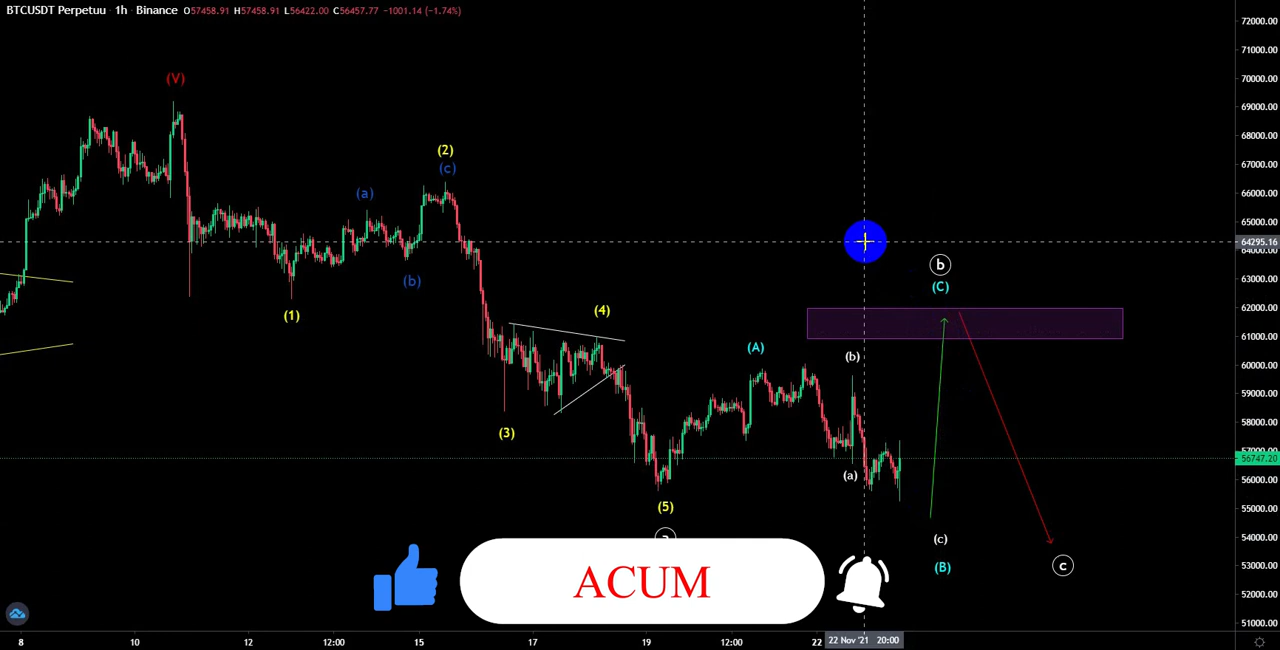 BTCUSDT Perpetuu · 1h · Binance O57458.91 H57458.91 L56422.00 C56457.77 −1001.14 (−1.74%)
72000.00
71000.00
70000.00
(V)
69000.00
68000.00
67000.00
(2)
(c)
66000.00
(a)
65000.00
64295.16
64000.00
b
(b)
63000.00
(C)
62000.00
(1)
(4)
61000.00
(A)
(b)
60000.00
59000.00
58000.00
(3)
57000.00
56747.20
(a)
56000.00
(5)
55000.00
(c)
54000.00
(B)
c
53000.00
ACUM
52000.00
51000.00
8
10
12
12:00
15
17
19
12:00
22
22 Nov '21 20:00